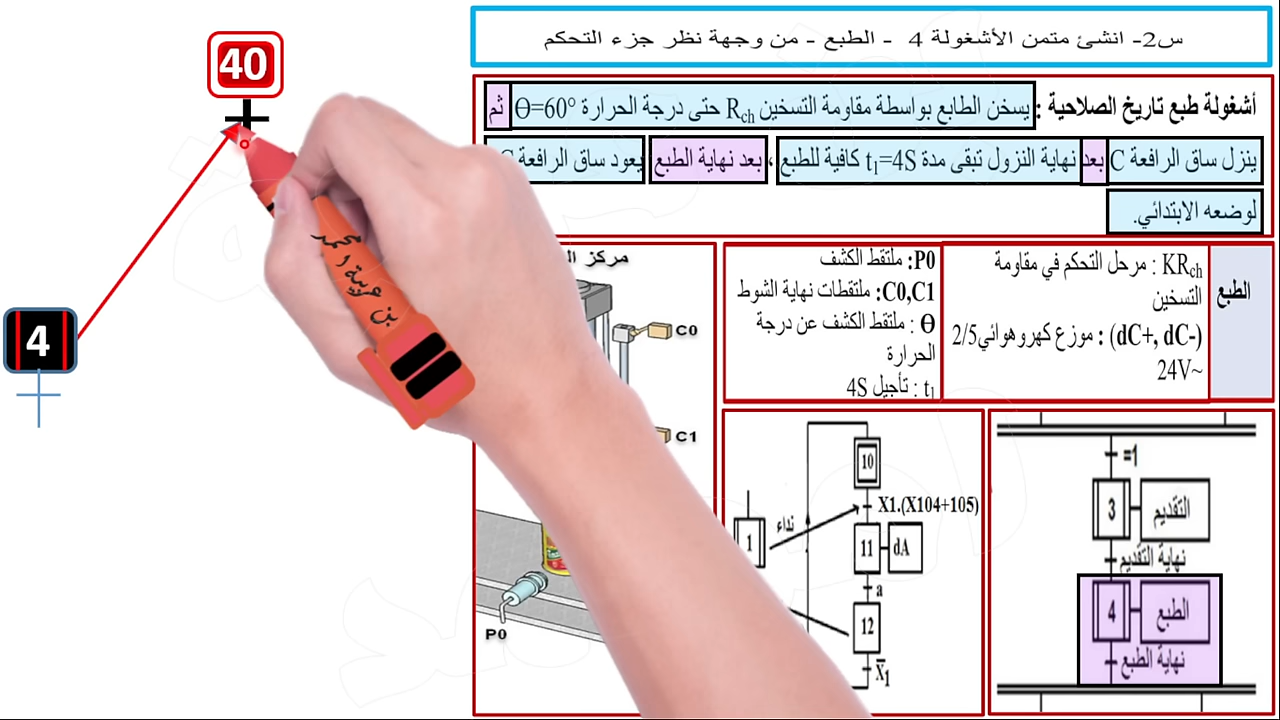 س2- انشئ متمن الأشغولة 4 - الطبع - من وجهة نظر جزء التحكم
أشغولة طبع تاريخ الصلاحية : يسخن الطابع بواسطة مقاومة التسخين Rch حتى درجة الحرارة Ɵ=60° ثم
ينزل ساق الرافعة C بعد نهاية النزول تبقى مدة t1=4S كافية للطبع ، بعد نهاية الطبع يعود ساق الرافعة
لوضعه الابتدائي.
40
4
الطبع
KRch : مرحل التحكم في مقاومة
التسخين
(dC+, dC-) : موزع كهروهوائي 2/5
24V~
P0: ملتقط الكشف
C0,C1: ملتقطات نهاية الشوط
Ɵ : ملتقط الكشف عن درجة
الحرارة
t1 : تأجيل 4S
مركز
C0
C1
P0
10
X1.(X104+105)
نداء
1
11
dA
a
12
X̅1
=1
3
التقديم
نهاية التقديم
4
الطبع
نهاية الطبع
محمد